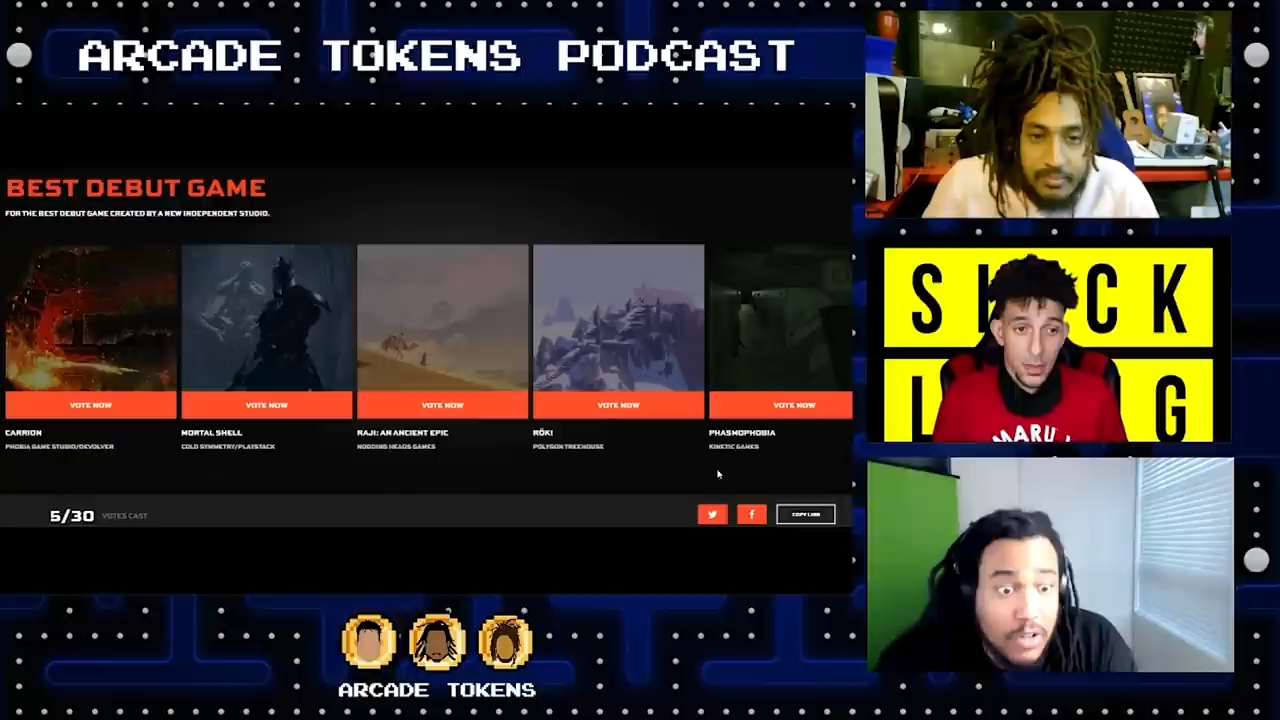 ARCADE TOKENS PODCAST
BEST DEBUT GAME
FOR THE BEST DEBUT GAME CREATED BY A NEW INDEPENDENT STUDIO.
VOTE NOW VOTE NOW VOTE NOW VOTE NOW VOTE NOW
CARRION MORTAL SHELL RAJI: AN ANCIENT EPIC RÖKI PHASMOPHOBIA
PHOBIA GAME STUDIO/DEVOLVER COLD SYMMETRY/PLAYSTACK NODDING HEADS GAMES POLYGON TREEHOUSE KINETIC GAMES
5/30 VOTES CAST
COPY LINK
ARCADE TOKENS
S CK
L G
MARU